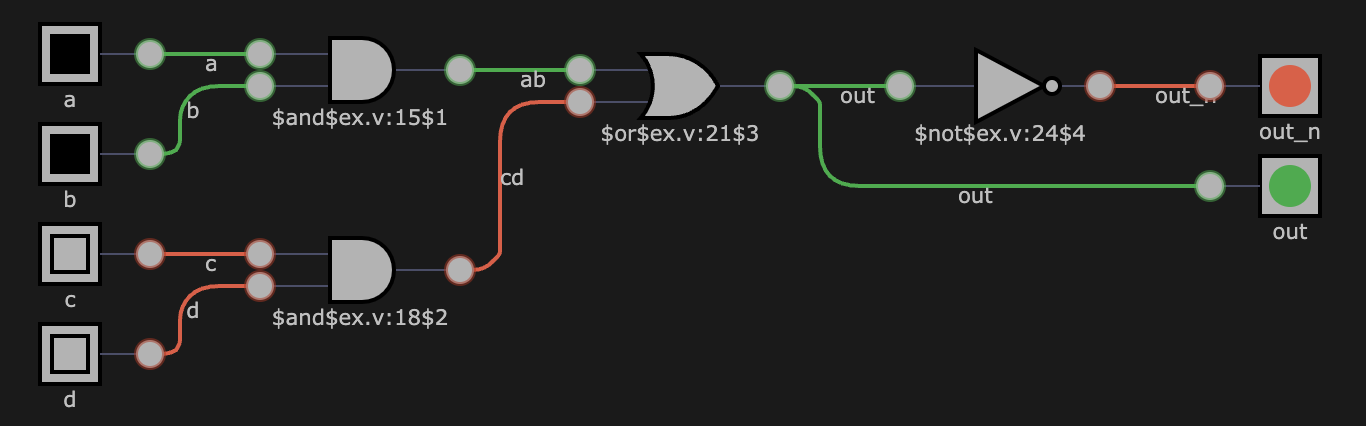 a
a
b
b
$and$ex.v:15$1
ab
$or$ex.v:21$3
out
$not$ex.v:24$4
out_n
out_n
out
out
c
c
d
d
$and$ex.v:18$2
cd